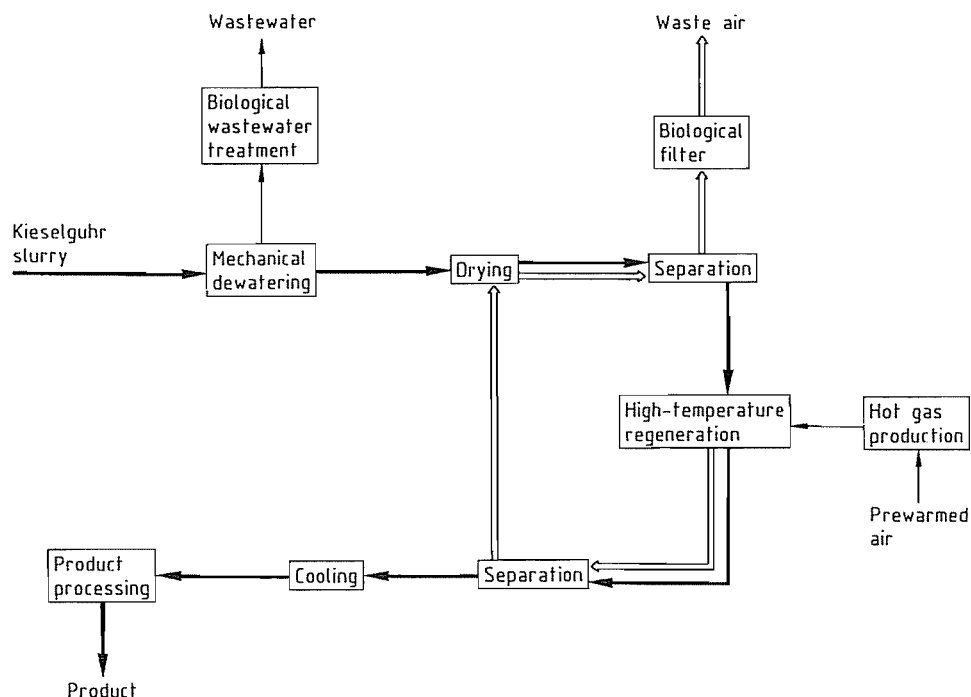 Wastewater
Waste air
Biological
wastewater
treatment
Biological
filter
Kieselguhr
slurry
Mechanical
dewatering
Drying
Separation
High-temperature
regeneration
Hot gas
production
Prewarmed
air
Separation
Cooling
Product
processing
Product